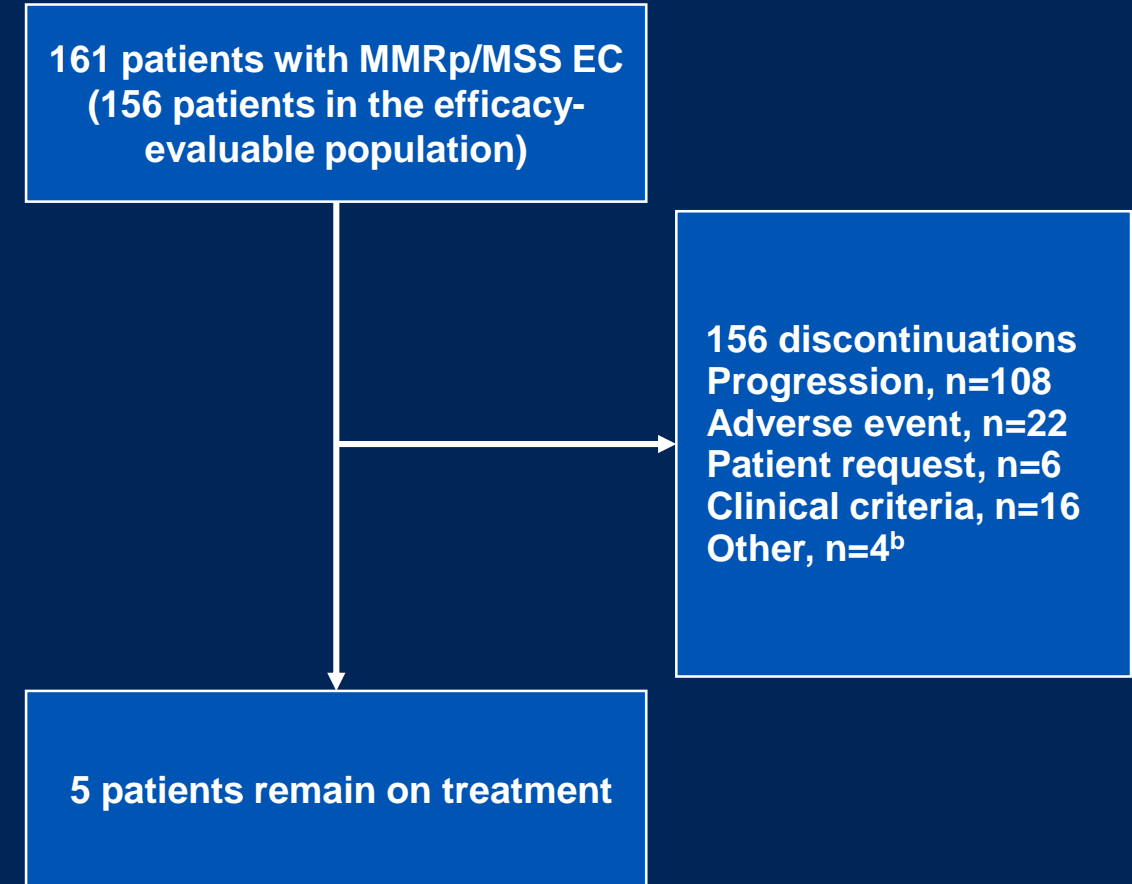 161 patients with MMRp/MSS EC
(156 patients in the efficacy-
evaluable population)
156 discontinuations
Progression, n=108
Adverse event, n=22
Patient request, n=6
Clinical criteria, n=16
Other, n=4ᵇ
5 patients remain on treatment